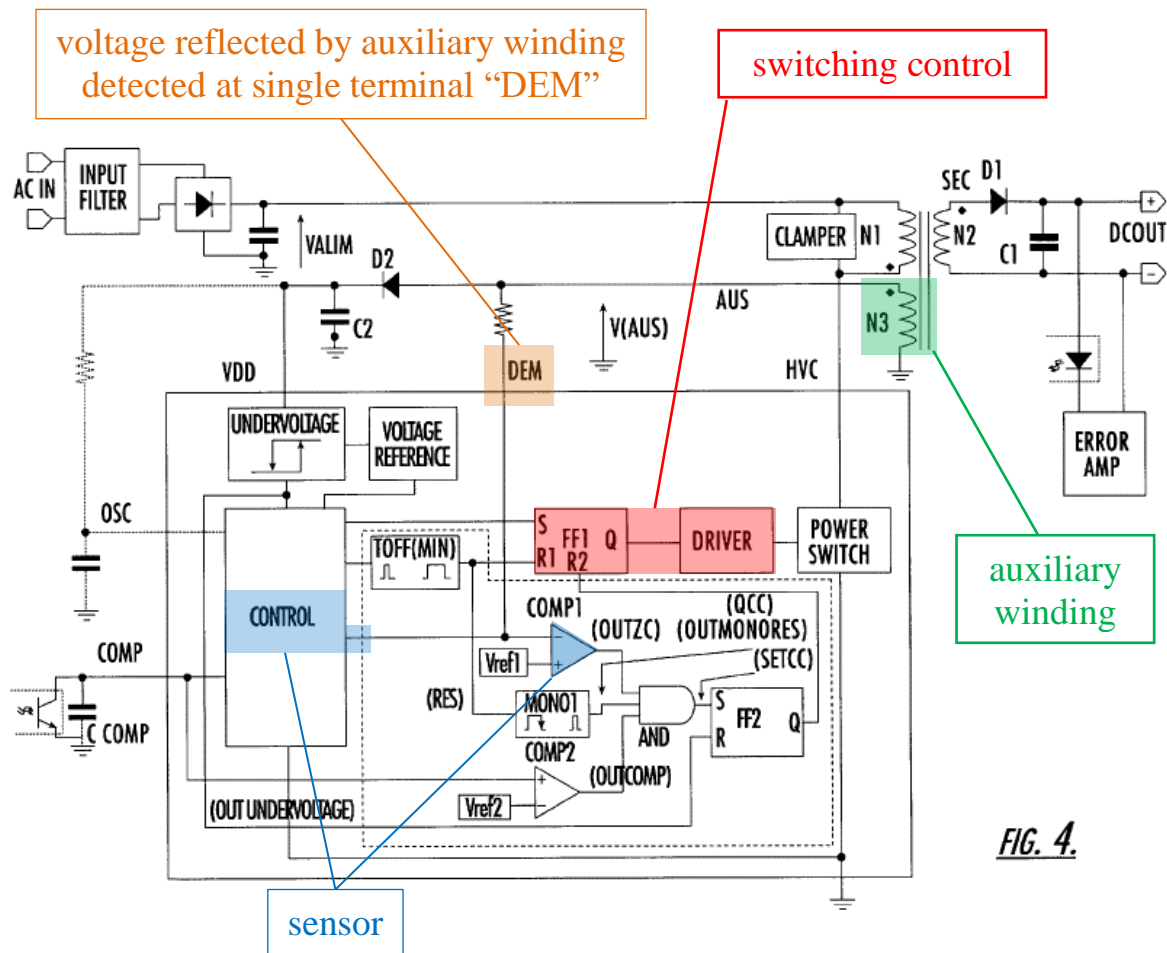 voltage reflected by auxiliary winding
detected at single terminal “DEM”
switching control
AC IN
INPUT
FILTER
VALIM
CLAMPER
N1
SEC
D1
N2
C1
+
DCOUT
−
D2
C2
AUS
V(AUS)
N3
VDD
DEM
HVC
UNDERVOLTAGE
VOLTAGE
REFERENCE
ERROR
AMP
OSC
TOFF(MIN)
S
R1
FF1
R2
Q
DRIVER
POWER
SWITCH
auxiliary
winding
CONTROL
COMP1
(QCC)
(OUTZC)
(OUTMONORES)
(SETCC)
−
+
Vref1
COMP
C COMP
(RES)
MONO1
AND
S
R
FF2
Q
COMP2
+
−
(OUTCOMP)
Vref2
(OUT UNDERVOLTAGE)
FIG. 4.
sensor